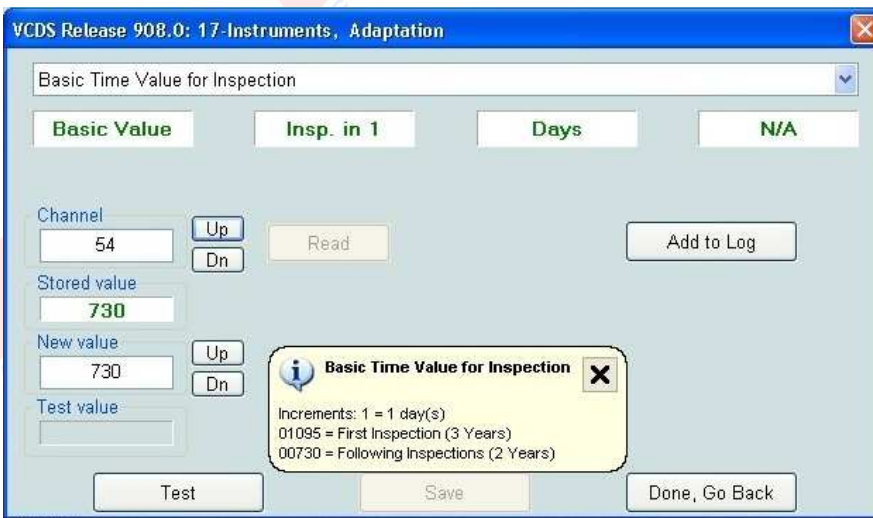 VCDS Release 908.0: 17-Instruments, Adaptation
Basic Time Value for Inspection
Basic Value Insp. in 1 Days N/A
Channel
54
Up
Dn
Read
Add to Log
Stored value
730
New value
730
Up
Dn
Test value
Basic Time Value for Inspection
Increments: 1 = 1 day(s)
01095 = First Inspection (3 Years)
00730 = Following Inspections (2 Years)
Test Save Done, Go Back